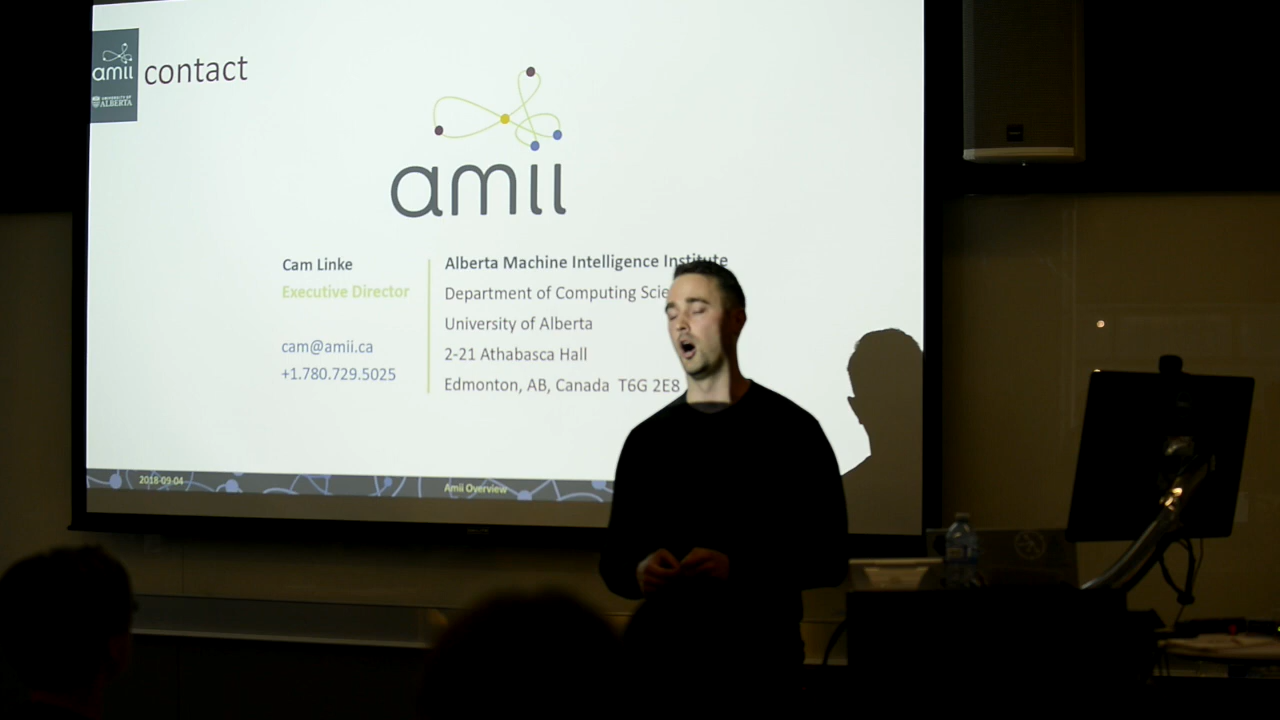 amii
UNIVERSITY OF
ALBERTA
contact
amii
Cam Linke
Executive Director
cam@amii.ca
+1.780.729.5025
Alberta Machine Intelligence Institute
Department of Computing Scie
University of Alberta
2-21 Athabasca Hall
Edmonton, AB, Canada T6G 2E8
2018-09-04
Amii Overview